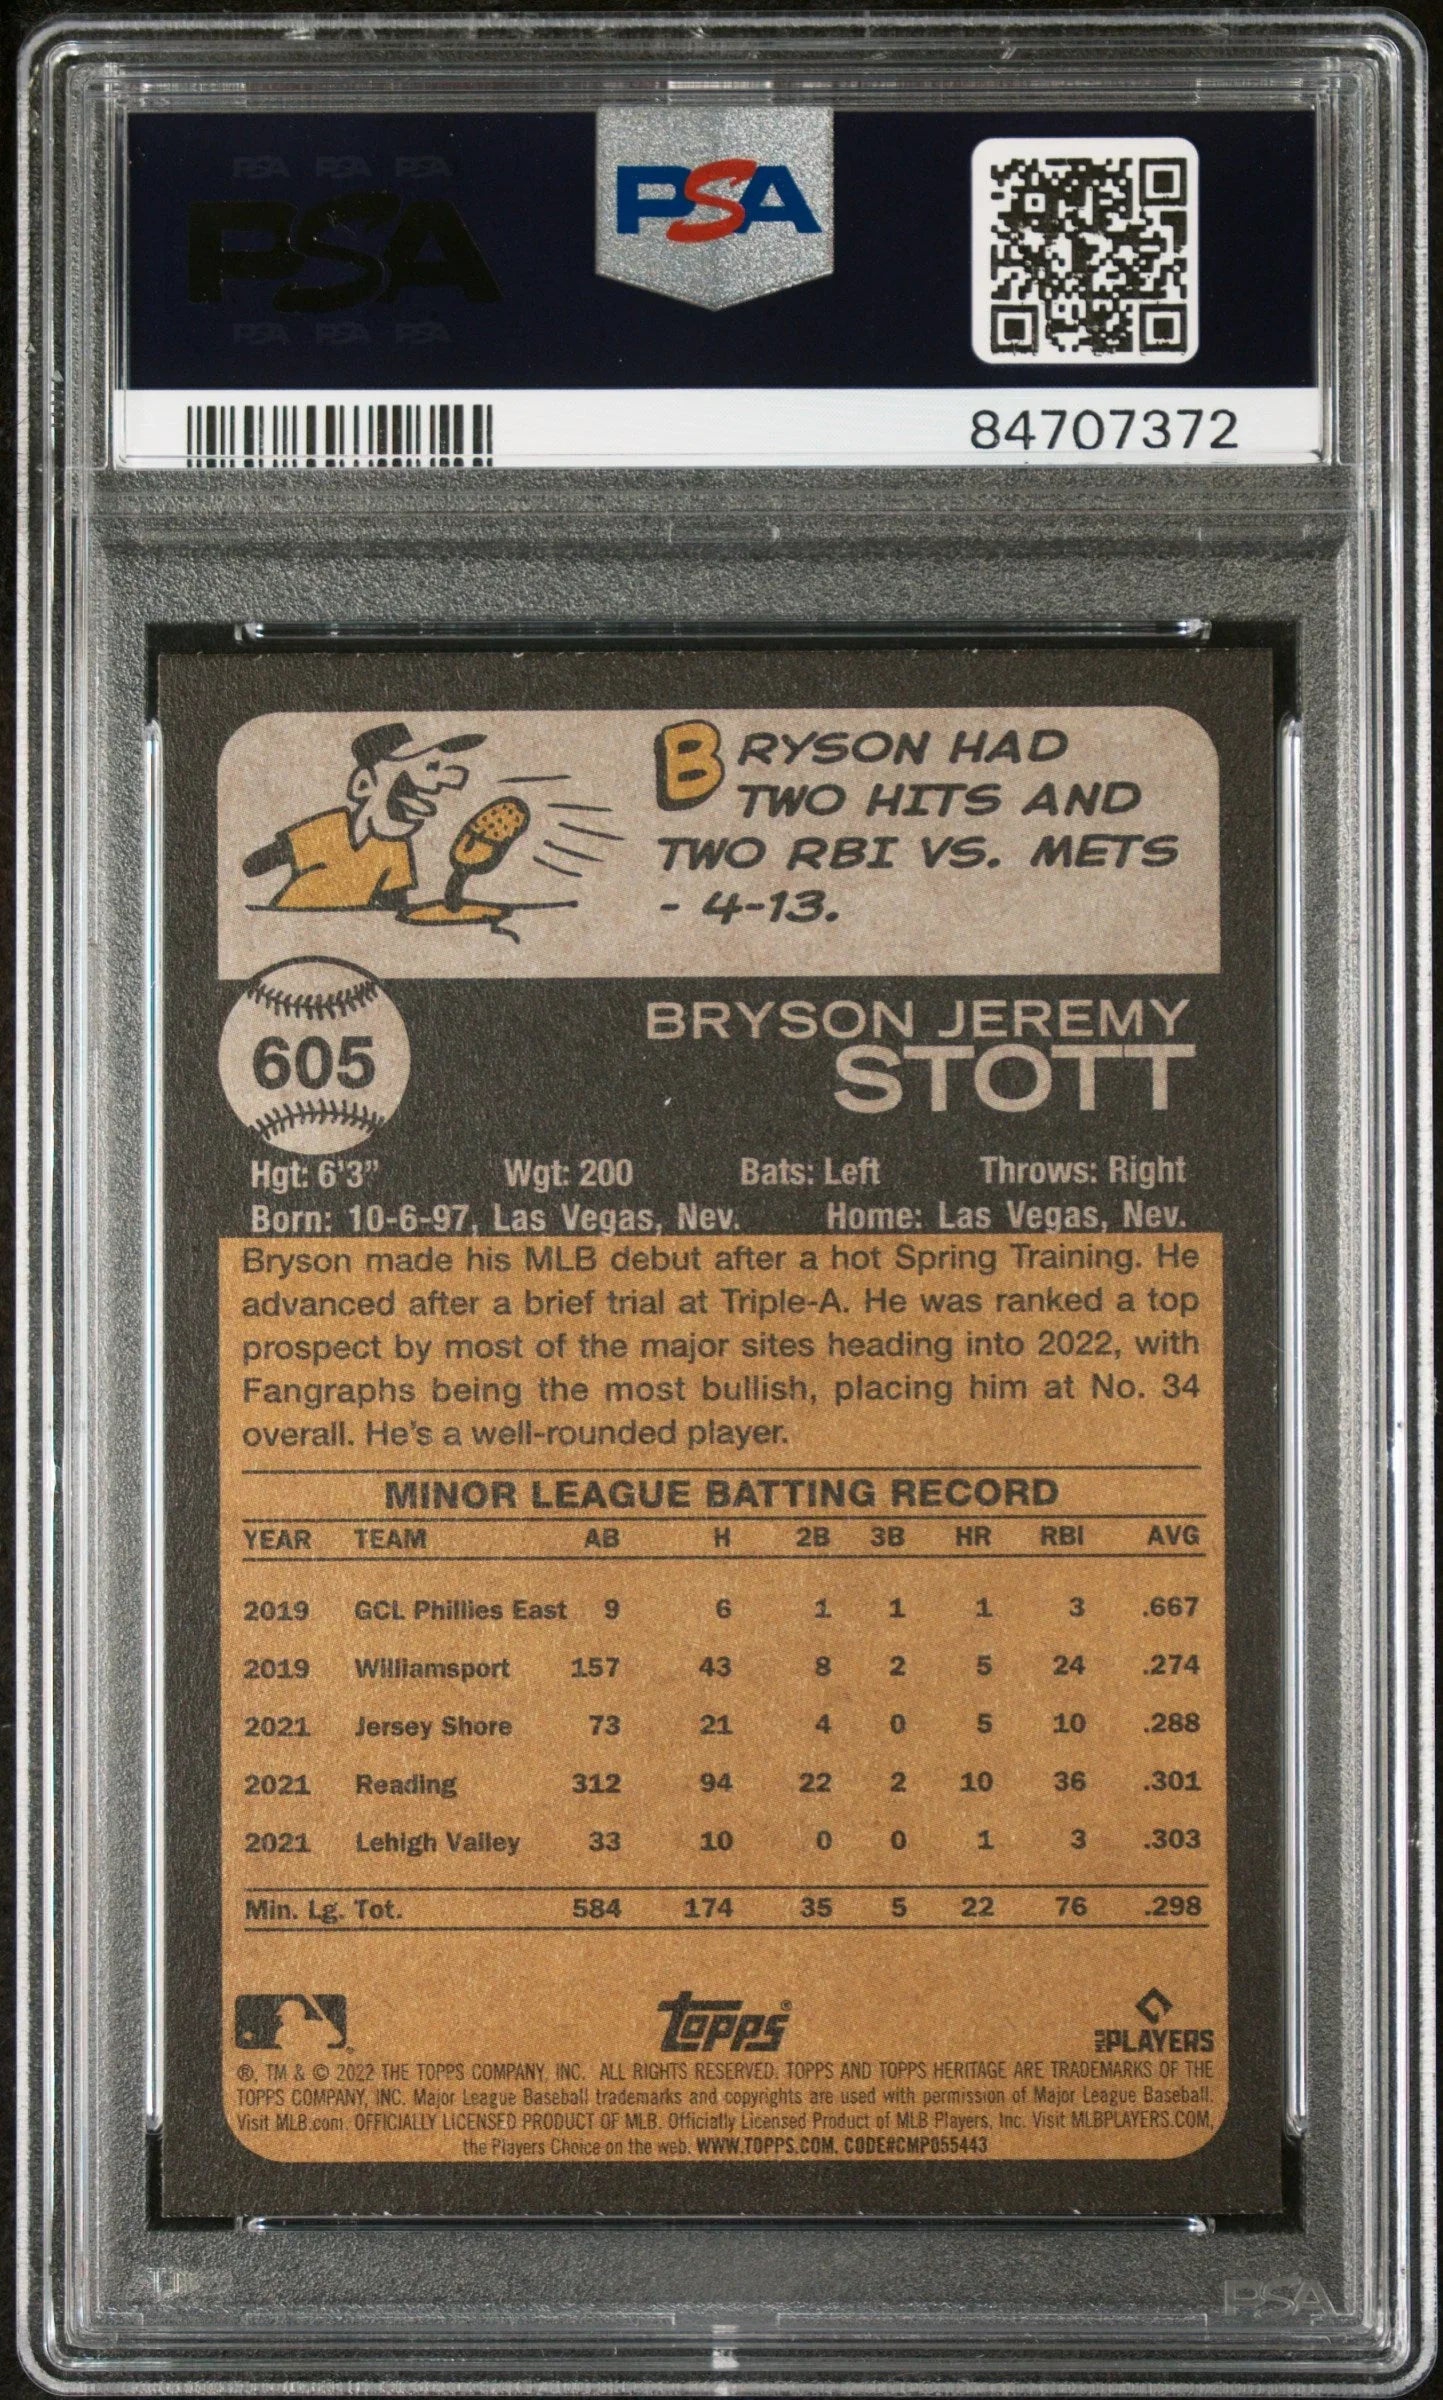 PSA PSA PSA
PSA
PSA PSA PSA
PSA
84707372
BRYSON HAD
TWO HITS AND
TWO RBI VS. METS
- 4-13.
605
BRYSON JEREMY
STOTT
Hgt: 6'3" Wgt: 200 Bats: Left Throws: Right
Born: 10-6-97, Las Vegas, Nev. Home: Las Vegas, Nev.
Bryson made his MLB debut after a hot Spring Training. He
advanced after a brief trial at Triple-A. He was ranked a top
prospect by most of the major sites heading into 2022, with
Fangraphs being the most bullish, placing him at No. 34
overall. He's a well-rounded player.
MINOR LEAGUE BATTING RECORD
YEAR TEAM AB H 2B 3B HR RBI AVG
2019 GCL Phillies East 9 6 1 1 1 3 .667
2019 Williamsport 157 43 8 2 5 24 .274
2021 Jersey Shore 73 21 4 0 5 10 .288
2021 Reading 312 94 22 2 10 36 .301
2021 Lehigh Valley 33 10 0 0 1 3 .303
Min. Lg. Tot. 584 174 35 5 22 76 .298
topps®
MLB PLAYERS
®, TM & © 2022 THE TOPPS COMPANY, INC. ALL RIGHTS RESERVED. TOPPS AND TOPPS HERITAGE ARE TRADEMARKS OF THE
TOPPS COMPANY, INC. Major League Baseball trademarks and copyrights are used with permission of Major League Baseball.
Visit MLB.com. OFFICIALLY LICENSED PRODUCT OF MLB. Officially Licensed Product of MLB Players, Inc. Visit MLBPLAYERS.COM,
the Players Choice on the web. WWW.TOPPS.COM. CODE#CMP055443
PSA